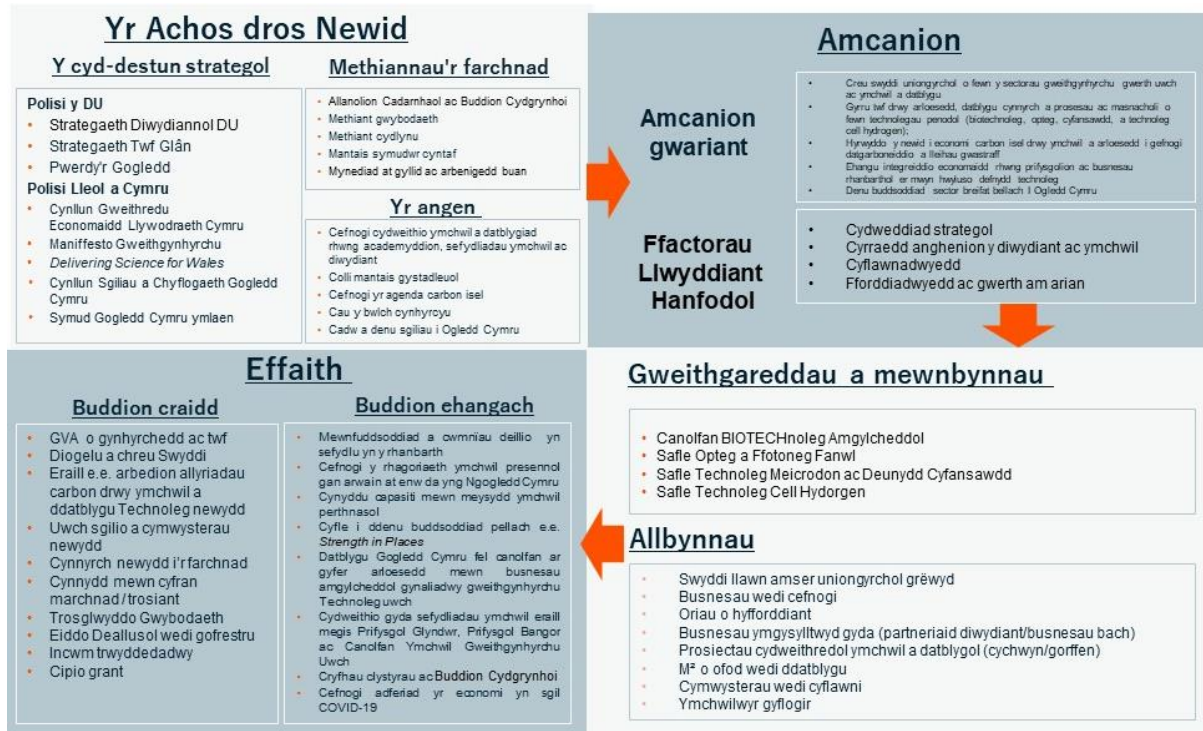 Yr Achos dros Newid
Y cyd-destun strategol
Polisi y DU
• Strategaeth Diwydiannol DU
• Strategaeth Twf Glân
• Pwerdy'r Gogledd
Polisi Lleol a Cymru
• Cynllun Gweithredu
Economaidd Llywodraeth Cymru
• Maniffesto Gweithgynhyrchu
• Delivering Science for Wales
• Cynllun Sgiliau a Chyflogaeth Gogledd
Cymru
• Symud Gogledd Cymru ymlaen
Methiannau'r farchnad
• Allanolion Cadarnhaol ac Buddion Cydgrynhoi
• Methiant gwybodaeth
• Methiant cydlynu
• Mantais symudwr cyntaf
• Mynediad at gyllid ac arbenigedd buan
Yr angen
• Cefnogi cydweithio ymchwil a datblygiad
rhwng academyddion, sefydliadau ymchwil ac
diwydiant
• Colli mantais gystadleuol
• Cefnogi yr agenda carbon isel
• Cau y bwlch cynhyrcyu
• Cadw a denu sgiliau i Ogledd Cymru
Amcanion
Amcanion
gwariant
• Creu swyddi uniongyrchol o fewn y sectorau gweithgynhyrchu gwerth uwch
ac ymchwil a datblygu
• Gyrru twf drwy arloesedd, datblygu cynnyrch a prosesau ac masnacholi o
fewn technolegau penodol (biotechnoleg, opteg, cyfansawdd, a technoleg
cell hydrogen);
• Hyrwyddo y newid i economi carbon isel drwy ymchwil a arloesedd i gefnogi
datgarboneiddio a lleihau gwastraff
• Ehangu integreiddio economaidd rhwng prifysgolion ac busnesau
rhanbarthol er mwyn hwyluso defnydd technoleg
• Denu buddsoddiad sector breifat bellach I Ogledd Cymru
Ffactorau
Llwyddiant
Hanfodol
• Cydweddiad strategol
• Cyrraedd anghenion y diwydiant ac ymchwil
• Cyflawnadwyedd
• Fforddiadwyedd ac gwerth am arian
Gweithgareddau a mewnbynnau
• Canolfan BIOTECHnoleg Amgylcheddol
• Safle Opteg a Ffotoneg Fanwl
• Safle Technoleg Meicrodon ac Deunydd Cyfansawdd
• Safle Technoleg Cell Hydorgen
Allbynnau
• Swyddi llawn amser uniongyrchol grëwyd
• Busnesau wedi cefnogi
• Oriau o hyfforddiant
• Busnesau ymgysylltwyd gyda (partneriaid diwydiant/busnesau bach)
• Prosiectau cydweithredol ymchwil a datblygol (cychwyn/gorffen)
• M² o ofod wedi ddatblygu
• Cymwysterau wedi cyflawni
• Ymchwilwyr gyflogir
Effaith
Buddion craidd
• GVA o gynhyrchedd ac twf
• Diogelu a chreu Swyddi
• Eraill e.e. arbedion allyriadau
carbon drwy ymchwil a
ddatblygu Technoleg newydd
• Uwch sgilio a cymwysterau
newydd
• Cynnyrch newydd i'r farchnad
• Cynnydd mewn cyfran
marchnad / trosiant
• Trosglwyddo Gwybodaeth
• Eiddo Deallusol wedi gofrestru
• Incwm trwyddedadwy
• Cipio grant
Buddion ehangach
• Mewnfuddsoddiad a cwmnïau deillio yn
sefydlu yn y rhanbarth
• Cefnogi y rhagoriaeth ymchwil presennol
gan arwain at enw da yng Ngogledd Cymru
• Cynyddu capasiti mewn meysydd ymchwil
perthnasol
• Cyfle i ddenu buddsoddiad pellach e.e.
Strength in Places
• Datblygu Gogledd Cymru fel canolfan ar
gyfer arloesedd mewn busnesau
amgylcheddol gynaliadwy gweithgynhyrchu
Technoleg uwch
• Cydweithio gyda sefydliadau ymchwil eraill
megis Prifysgol Glyndwr, Prifysgol Bangor
ac Canolfan Ymchwil Gweithgynhyrchu
Uwch
• Cryfhau clystyrau ac Buddion Cydgrynhoi
• Cefnogi adferiad yr economi yn sgil
COVID-19